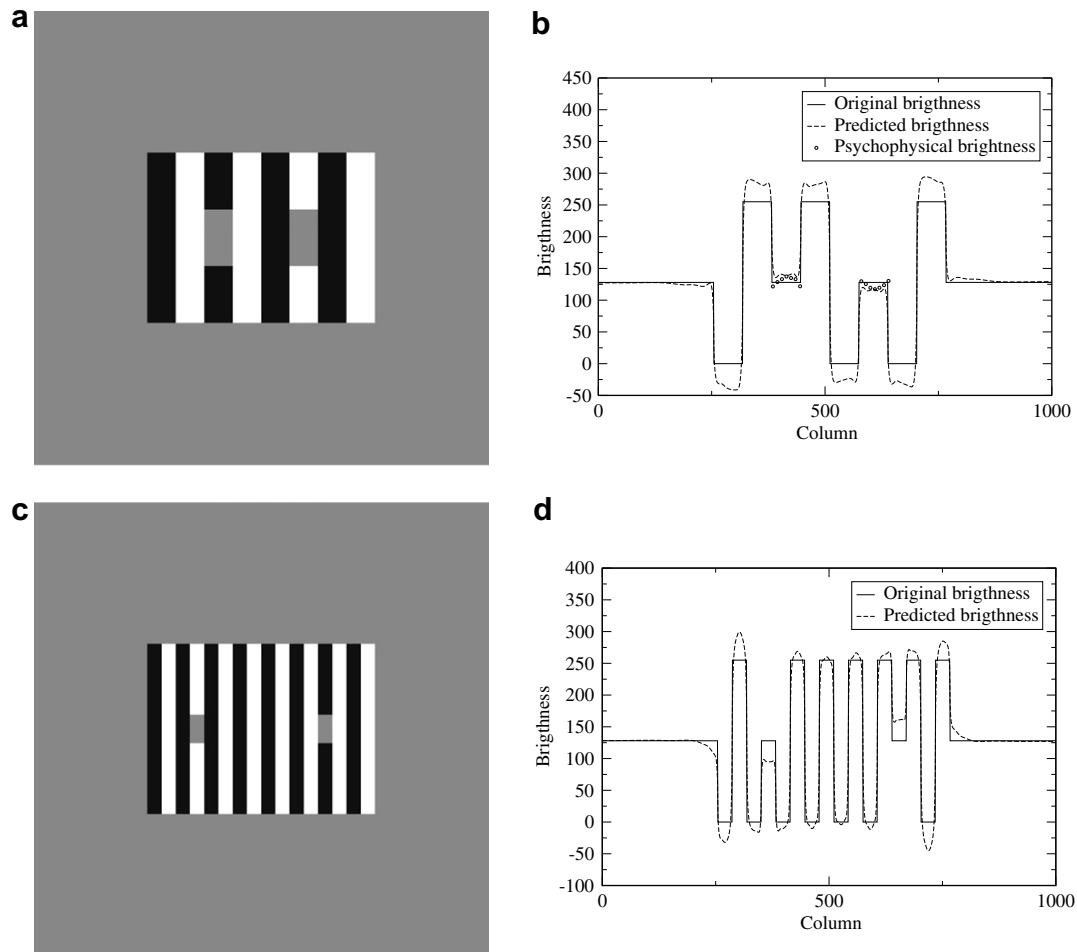 a
b
450
400
350
300
250
200
150
100
50
0
-50
Brigthness
Original brigthness
Predicted brigthness
Psychophysical brightness
0
500
1000
Column
c
d
400
350
300
250
200
150
100
50
0
-50
-100
Brigthness
Original brigthness
Predicted brigthness
0
500
1000
Column